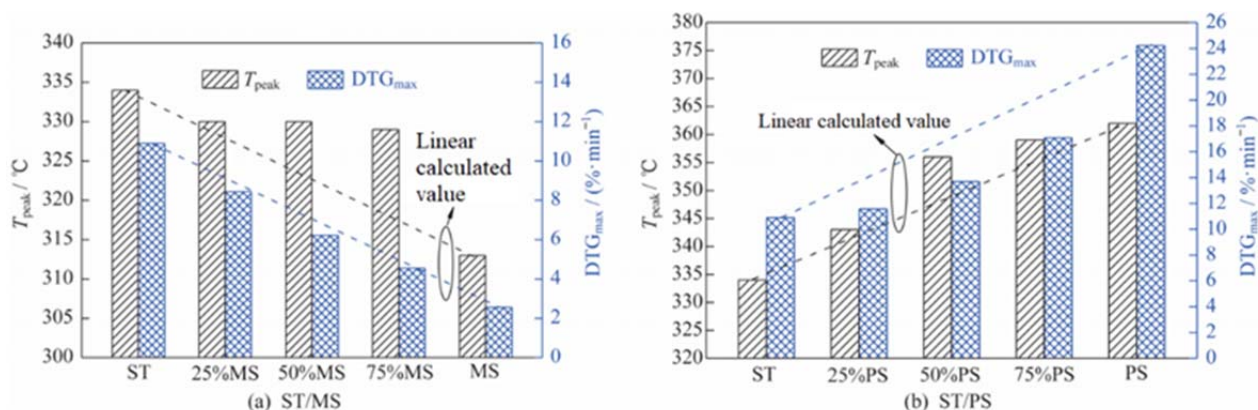 340
335
330
325
320
315
310
305
300
T_peak / °C
T_peak
DTG_max
Linear
calculated
value
16
14
12
10
8
6
4
2
0
DTG_max / (%·min⁻¹)
ST
25%MS
50%MS
75%MS
MS
(a) ST/MS
380
375
370
365
360
355
350
345
340
335
330
325
320
T_peak / °C
T_peak
DTG_max
Linear calculated value
26
24
22
20
18
16
14
12
10
8
6
4
2
0
DTG_max / %·min⁻¹)
ST
25%PS
50%PS
75%PS
PS
(b) ST/PS